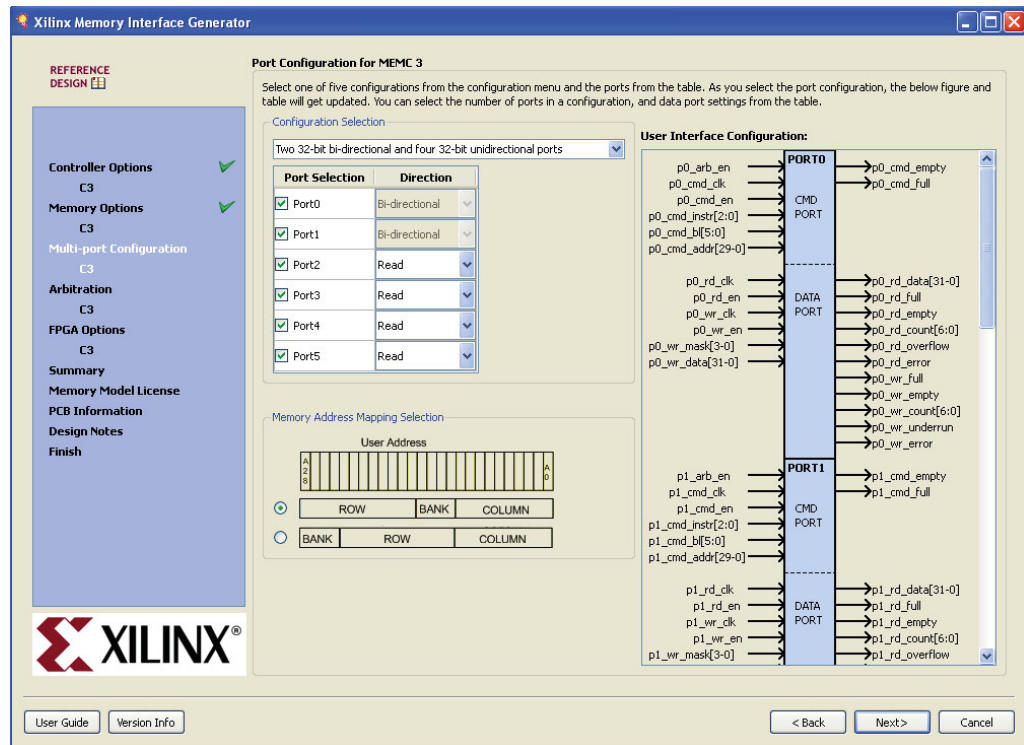 Xilinx Memory Interface Generator
REFERENCE
DESIGN
Controller Options
C3
Memory Options
C3
Multi-port Configuration
C3
Arbitration
C3
FPGA Options
C3
Summary
Memory Model License
PCB Information
Design Notes
Finish
XILINX®
Port Configuration for MEMC 3
Select one of five configurations from the configuration menu and the ports from the table. As you select the port configuration, the below figure and
table will get updated. You can select the number of ports in a configuration, and data port settings from the table.
Configuration Selection
Two 32-bit bi-directional and four 32-bit unidirectional ports
Port Selection Direction
Port0 Bi-directional
Port1 Bi-directional
Port2 Read
Port3 Read
Port4 Read
Port5 Read
Memory Address Mapping Selection
User Address
A28 A0
ROW BANK COLUMN
BANK ROW COLUMN
User Interface Configuration:
p0_arb_en PORT0 p0_cmd_empty
p0_cmd_clk p0_cmd_full
p0_cmd_en CMD
p0_cmd_instr[2:0] PORT
p0_cmd_bl[5:0]
p0_cmd_addr[29-0]
p0_rd_clk p0_rd_data[31-0]
p0_rd_en DATA p0_rd_full
p0_wr_clk PORT p0_rd_empty
p0_wr_en p0_rd_count[6:0]
p0_wr_mask[3-0] p0_rd_overflow
p0_wr_data[31-0] p0_rd_error
p0_wr_full
p0_wr_empty
p0_wr_count[6:0]
p0_wr_underrun
p0_wr_error
p1_arb_en PORT1 p1_cmd_empty
p1_cmd_clk p1_cmd_full
p1_cmd_en CMD
p1_cmd_instr[2:0] PORT
p1_cmd_bl[5:0]
p1_cmd_addr[29-0]
p1_rd_clk p1_rd_data[31-0]
p1_rd_en DATA p1_rd_full
p1_wr_clk PORT p1_rd_empty
p1_wr_en p1_rd_count[6:0]
p1_wr_mask[3-0] p1_rd_overflow
User Guide Version Info < Back Next> Cancel